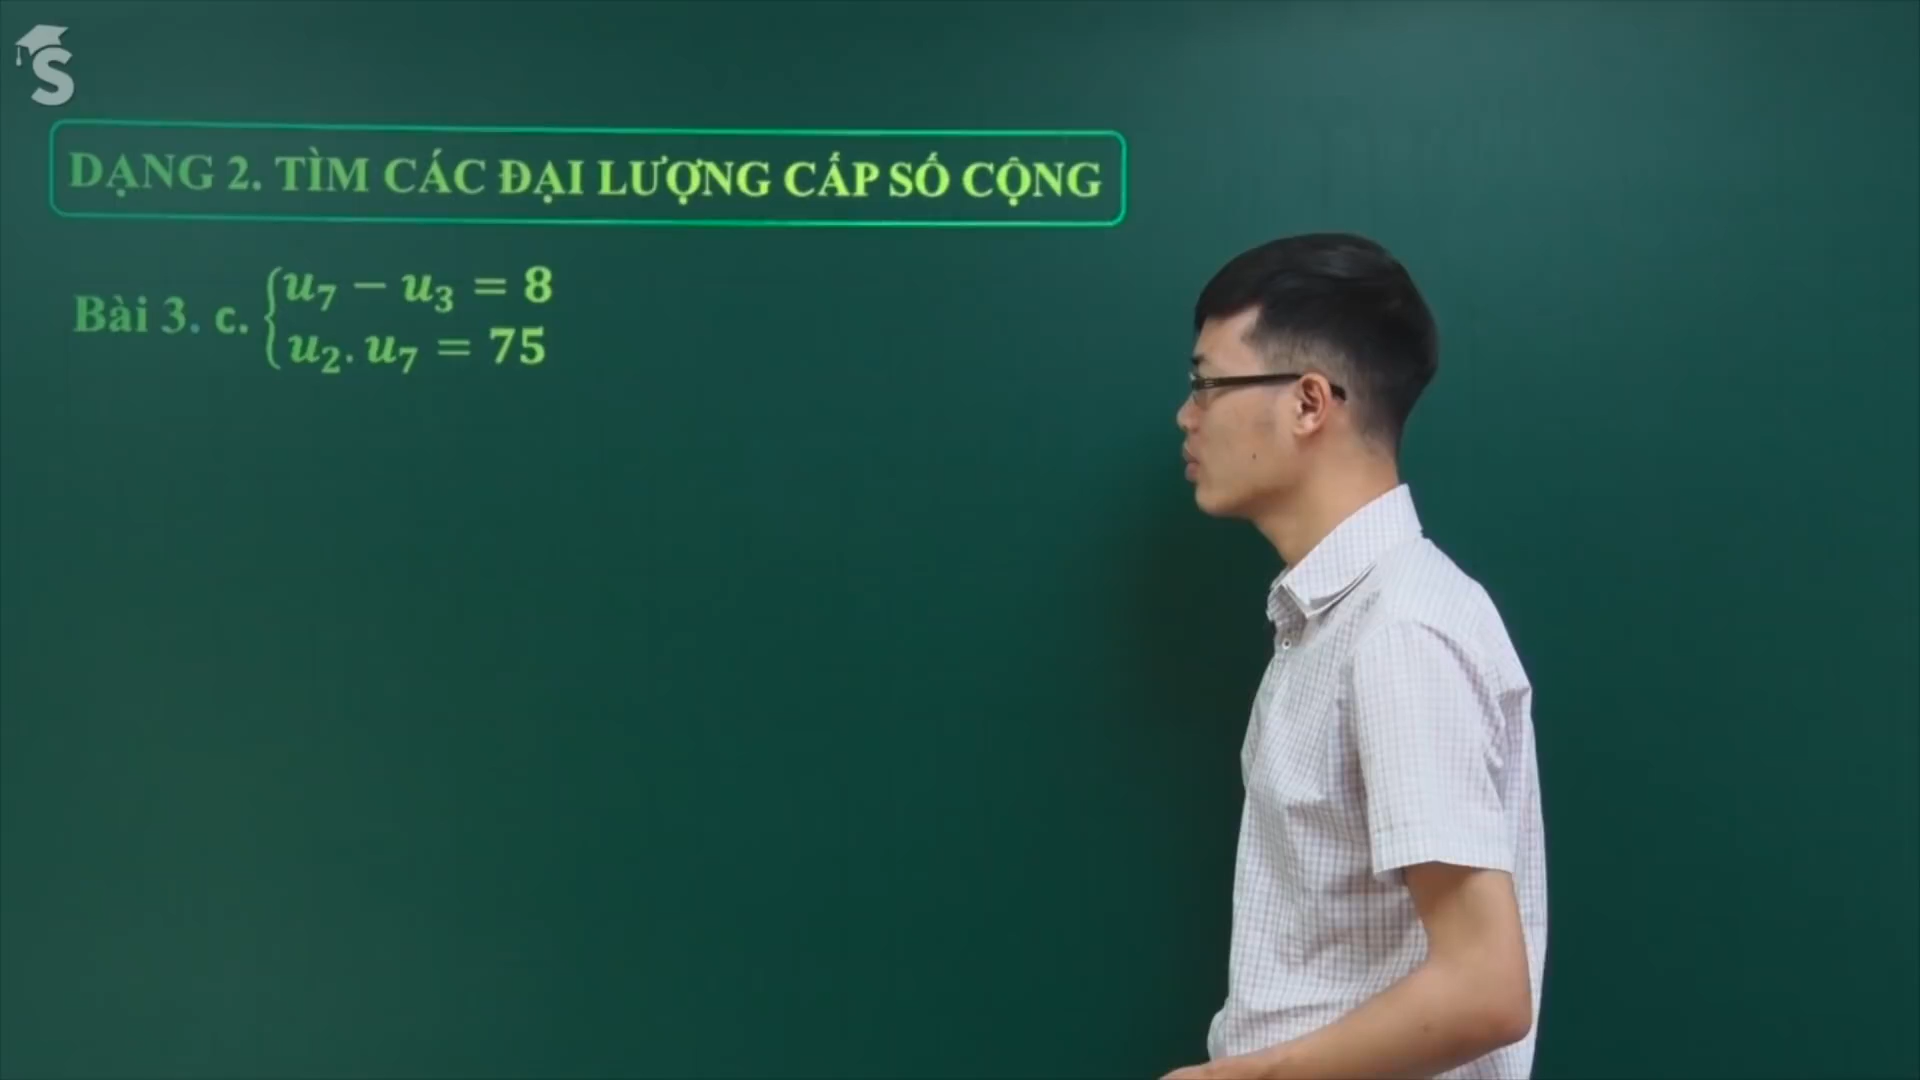 S
DẠNG 2. TÌM CÁC ĐẠI LƯỢNG CẤP SỐ CỘNG
Bài 3. c. {u₇ − u₃ = 8
u₂. u₇ = 75